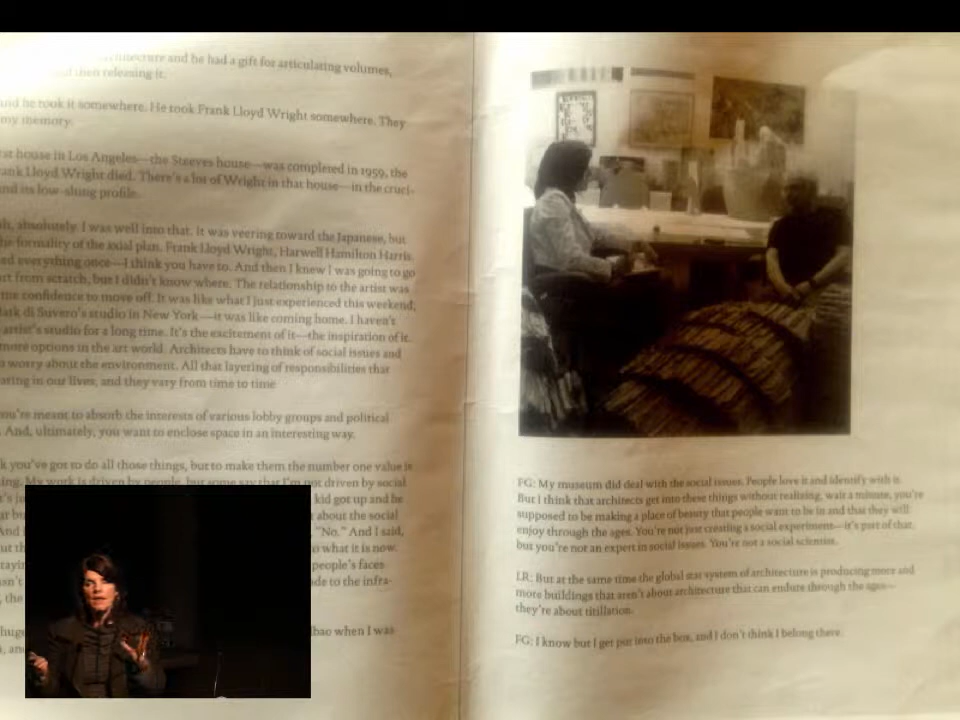 architecture and he had a gift for articulating volumes,
and then releasing it.
and he took it somewhere. He took Frank Lloyd Wright somewhere. They
my memory.
house in Los Angeles—the Steeves house—was completed in 1959, the
Lloyd Wright died. There's a lot of Wright in that house—in the cruci-
and its low-slung profile.
absolutely. I was well into that. It was veering toward the Japanese, but
the formality of the axial plan. Frank Lloyd Wright, Harwell Hamilton Harris.
everything once—I think you have to. And then I knew I was going to go
from scratch, but I didn't know where. The relationship to the artist was
me confidence to move off. It was like what I just experienced this weekend,
di Suvero's studio in New York—it was like coming home. I haven't
artist's studio for a long time. It's the excitement of it—the inspiration of it.
more options in the art world. Architects have to think of social issues and
worry about the environment. All that layering of responsibilities that
in our lives, and they vary from time to time
you're meant to absorb the interests of various lobby groups and political
And, ultimately, you want to enclose space in an interesting way.
you've got to do all those things, but to make them the number one value is
My work is driven by people, but some say that I'm not driven by social
kid got up and he
about the social
"No." And I said,
what it is now.
people's faces
to the infra-
the
huge
when I was
FG: My museum did deal with the social issues. People love it and identify with it.
But I think that architects get into these things without realizing, wait a minute, you're
supposed to be making a place of beauty that people want to be in and that they will
enjoy through the ages. You're not just creating a social experiment—it's part of that,
but you're not an expert in social issues. You're not a social scientist.
LR: But at the same time the global star system of architecture is producing more and
more buildings that aren't about architecture that can endure through the ages—
they're about titillation.
FG: I know but I get put into the box, and I don't think I belong there.